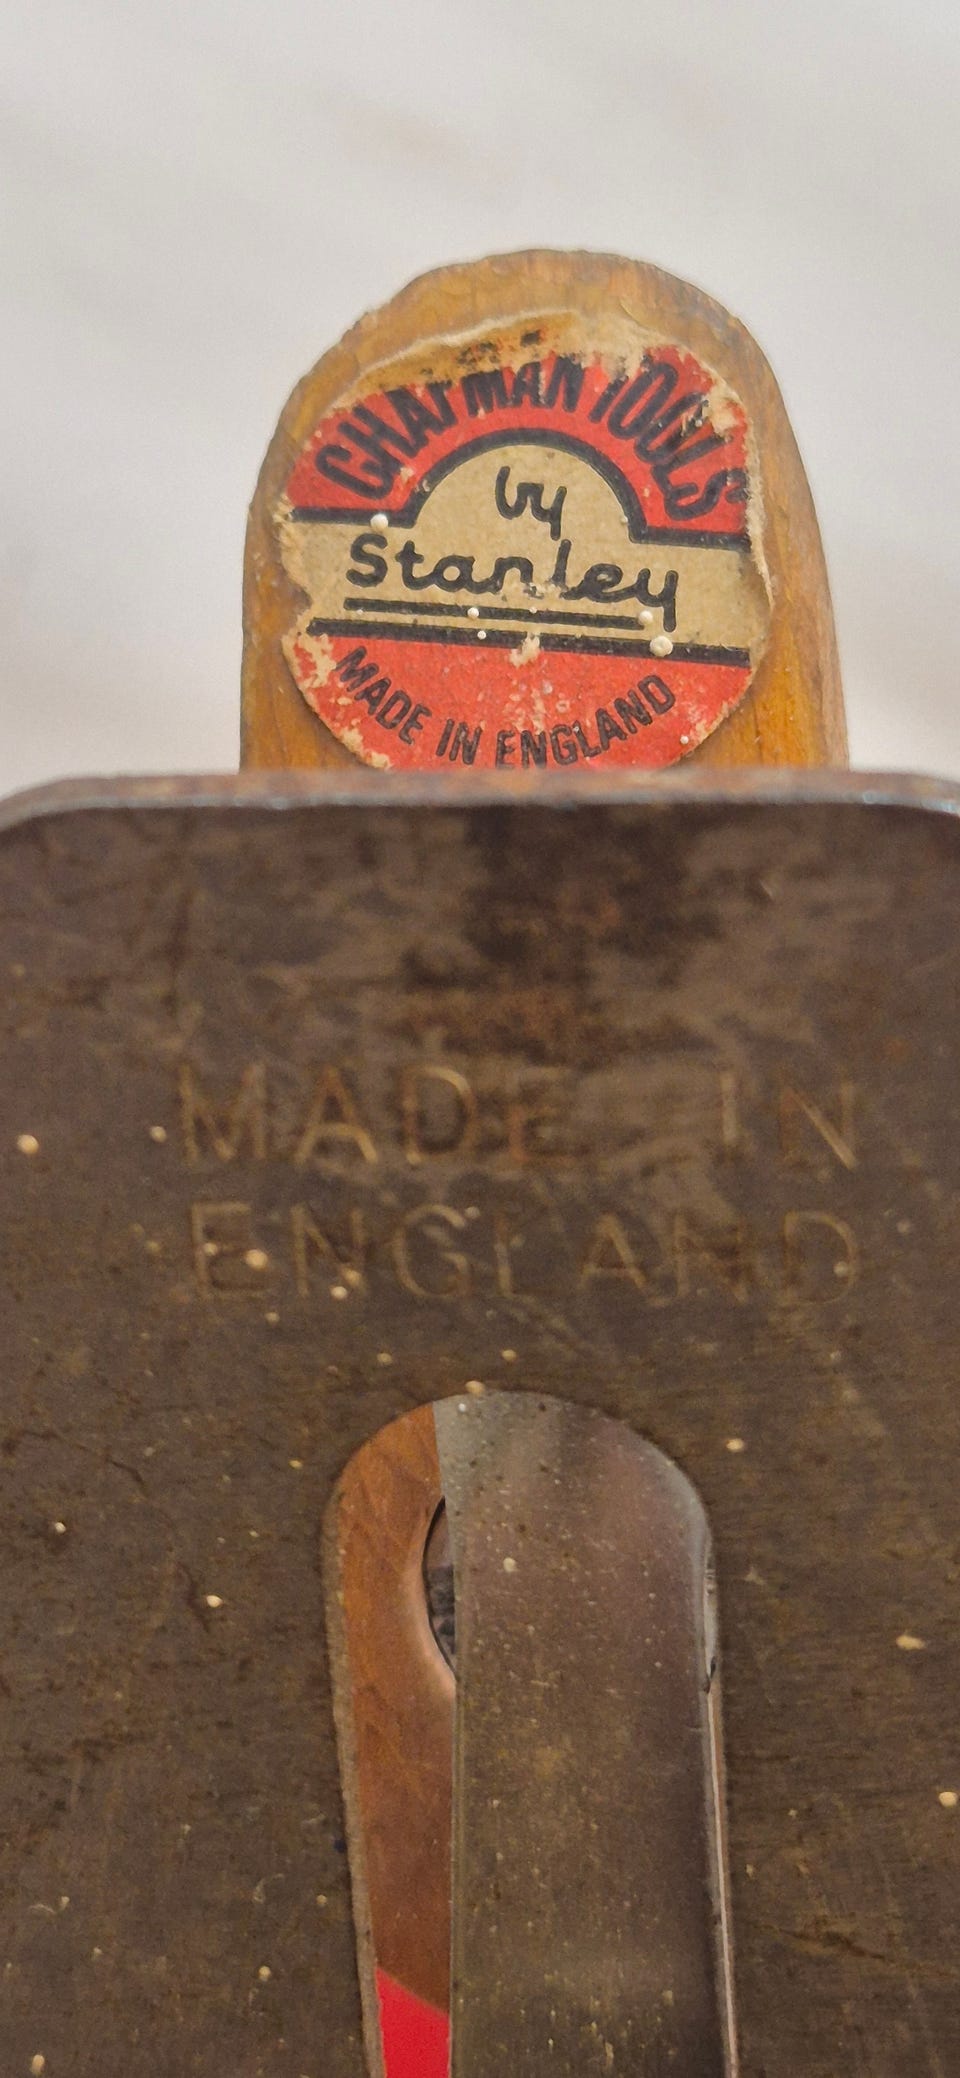 CHAPMAN TOOLS
by
Stanley
MADE IN ENGLAND
MADE IN
ENGLAND